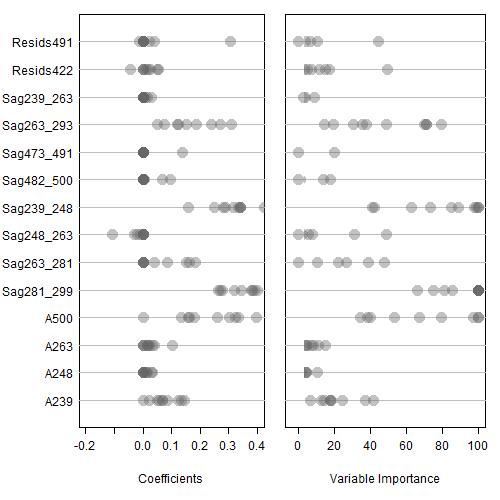 Resids491
Resids422
Sag239_263
Sag263_293
Sag473_491
Sag482_500
Sag239_248
Sag248_263
Sag263_281
Sag281_299
A500
A263
A248
A239
-0.2 0.0 0.1 0.2 0.3 0.4
0 20 40 60 80 100
Coefficients
Variable Importance